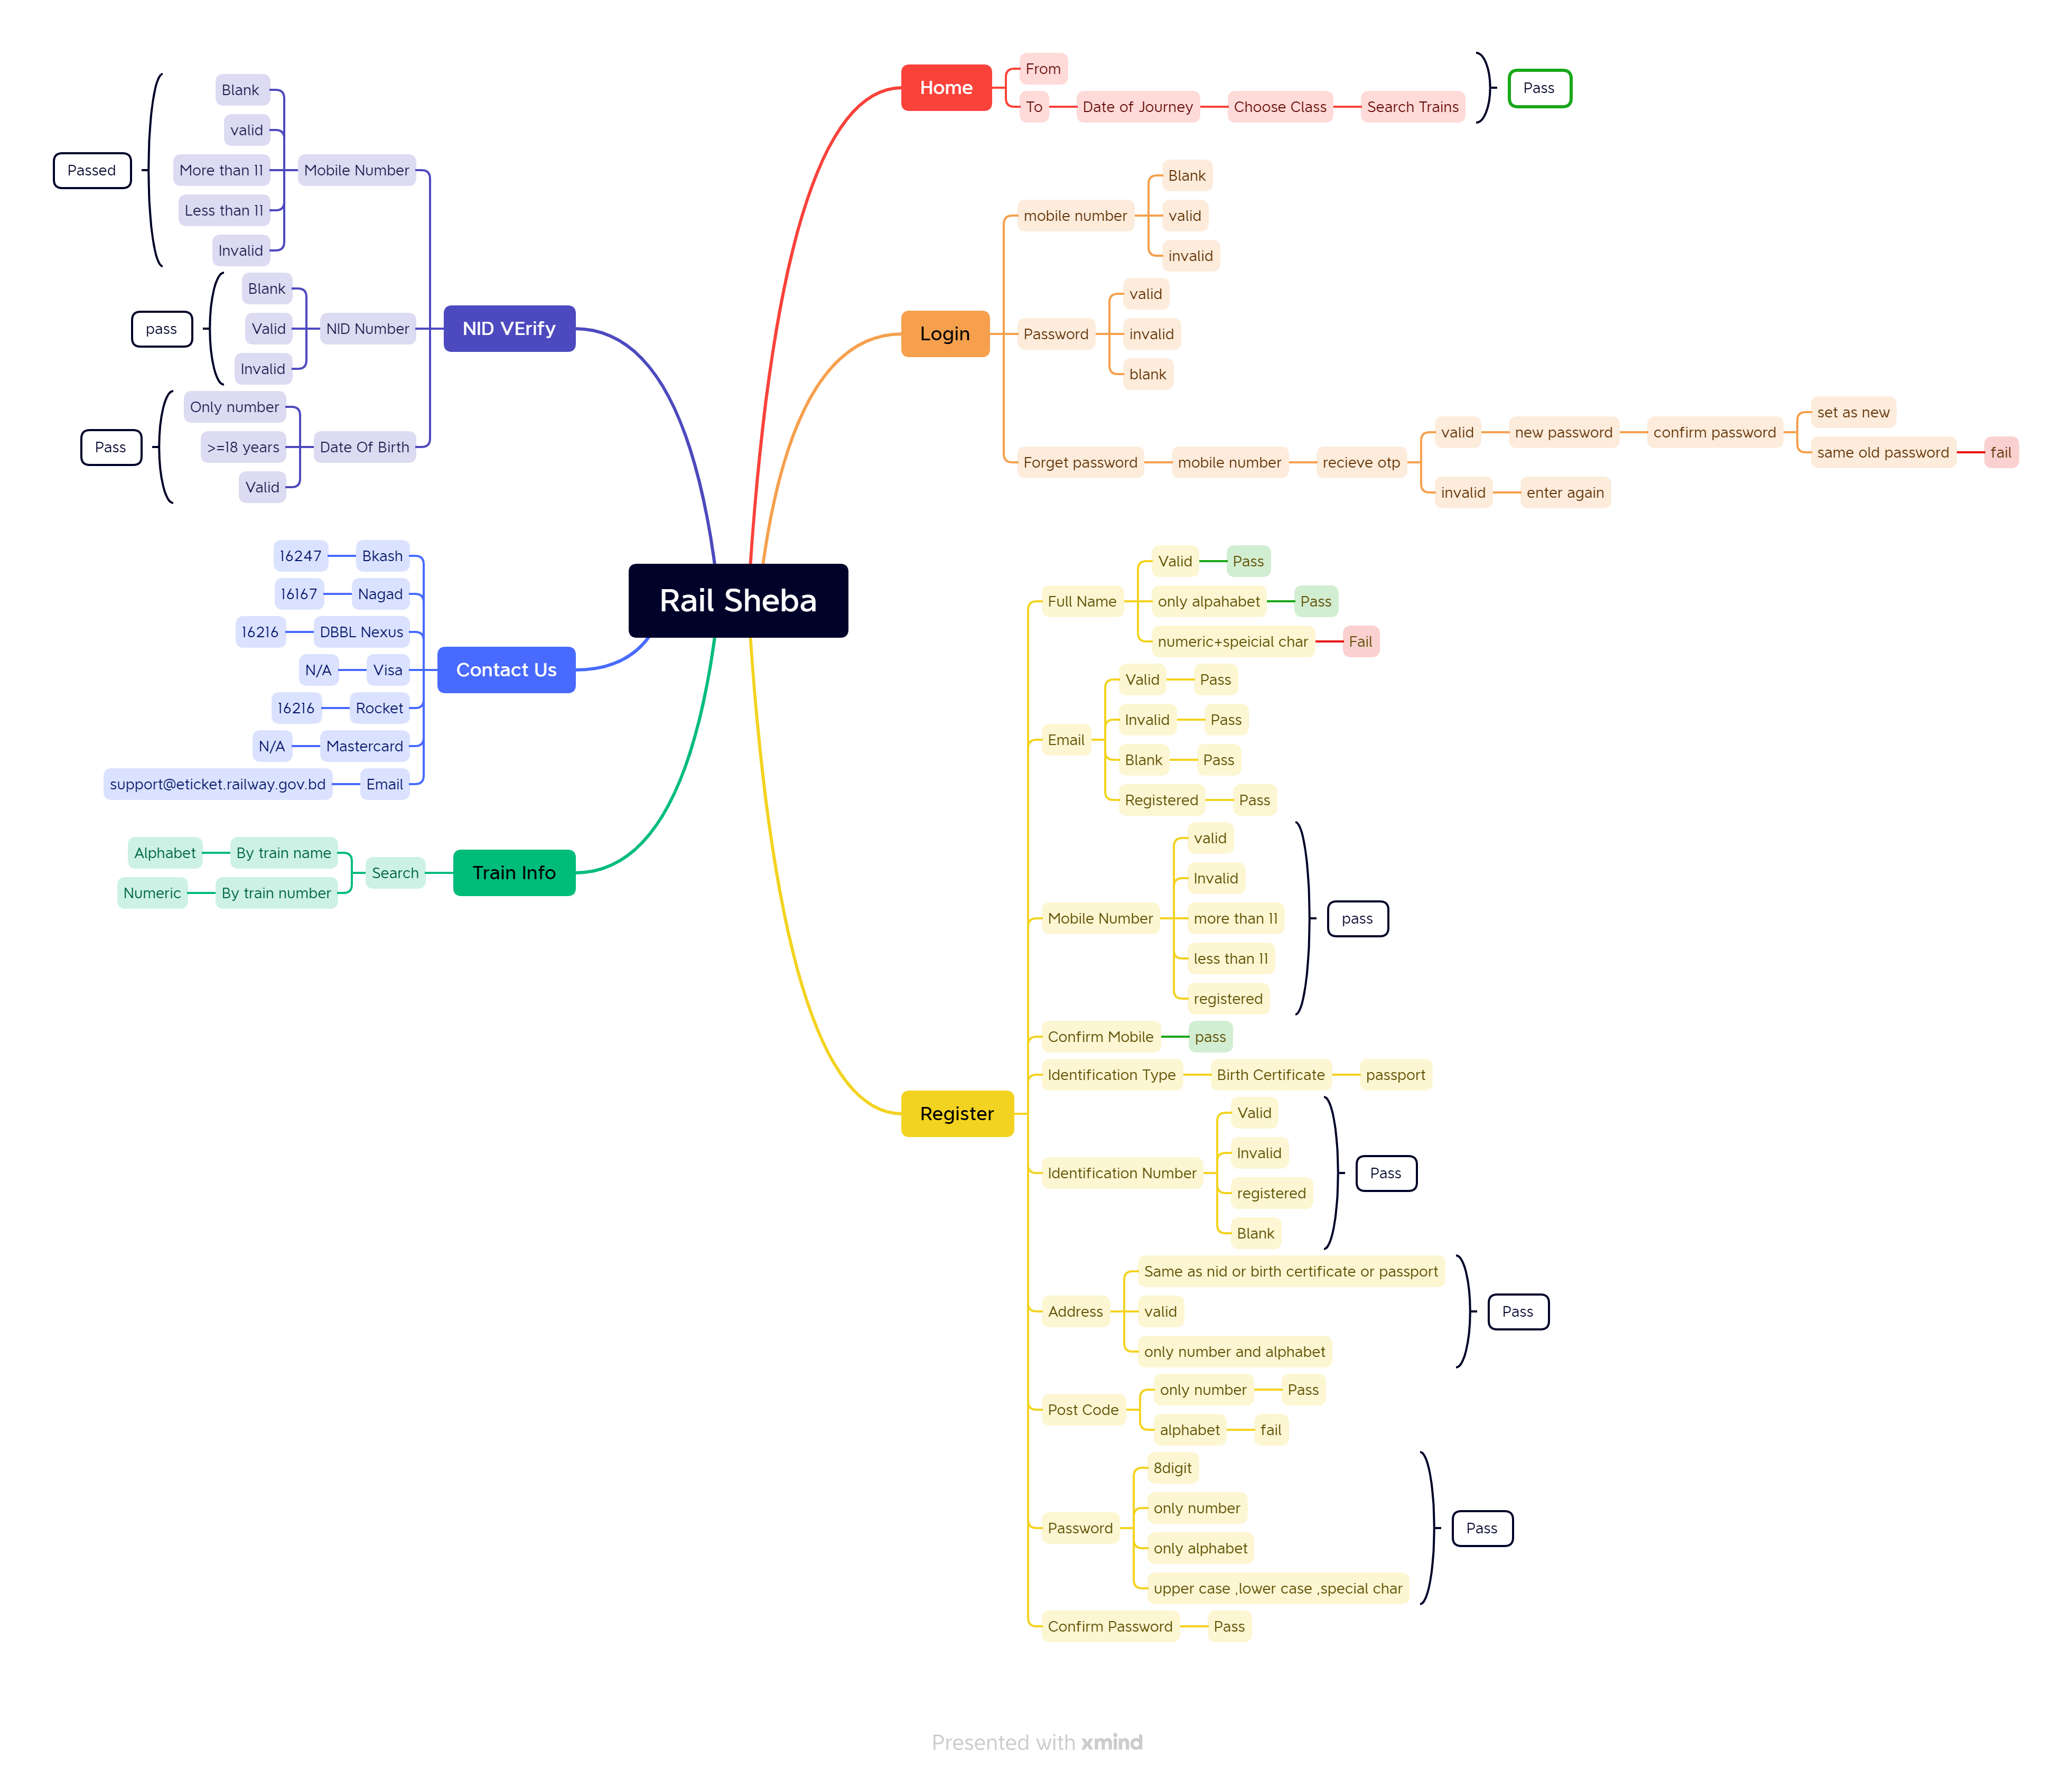 Rail Sheba
Home
From
To
Date of Journey
Choose Class
Search Trains
Pass
Login
mobile number
Blank
valid
invalid
Password
valid
invalid
blank
Forget password
mobile number
recieve otp
valid
new password
confirm password
set as new
same old password
fail
invalid
enter again
Register
Full Name
Valid
Pass
only alpahabet
Pass
numeric+speicial char
Fail
Email
Valid
Pass
Invalid
Pass
Blank
Pass
Registered
Pass
Mobile Number
valid
Invalid
more than 11
less than 11
registered
pass
Confirm Mobile
pass
Identification Type
Birth Certificate
passport
Identification Number
Valid
Invalid
registered
Blank
Pass
Address
Same as nid or birth certificate or passport
valid
only number and alphabet
Pass
Post Code
only number
Pass
alphabet
fail
Password
8digit
only number
only alphabet
upper case ,lower case ,special char
Pass
Confirm Password
Pass
NID VErify
Mobile Number
Blank
valid
More than 11
Less than 11
Invalid
Passed
NID Number
Blank
Valid
Invalid
pass
Date Of Birth
Only number
>=18 years
Valid
Pass
Contact Us
Bkash
16247
Nagad
16167
DBBL Nexus
16216
Visa
N/A
Rocket
16216
Mastercard
N/A
Email
support@eticket.railway.gov.bd
Train Info
Search
By train name
Alphabet
By train number
Numeric
Presented with xmind